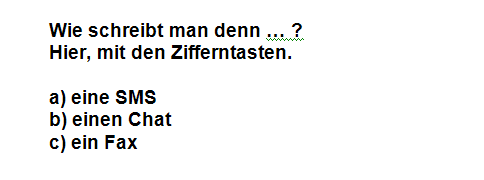 Wie schreibt man denn ... ?
Hier, mit den Zifferntasten.
a) eine SMS
b) einen Chat
c) ein Fax